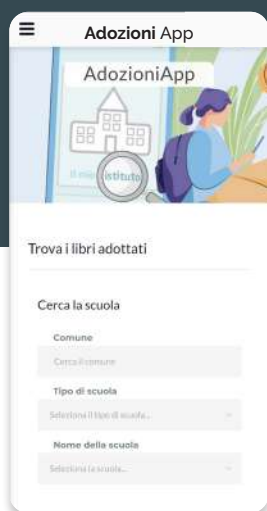 Adozioni App
AdozioniApp
Il mio istituto
Trova i libri adottati
Cerca la scuola
Comune
Cerca il comune
Tipo di scuola
Seleziona il tipo di scuola...
Nome della scuola
Seleziona la scuola...